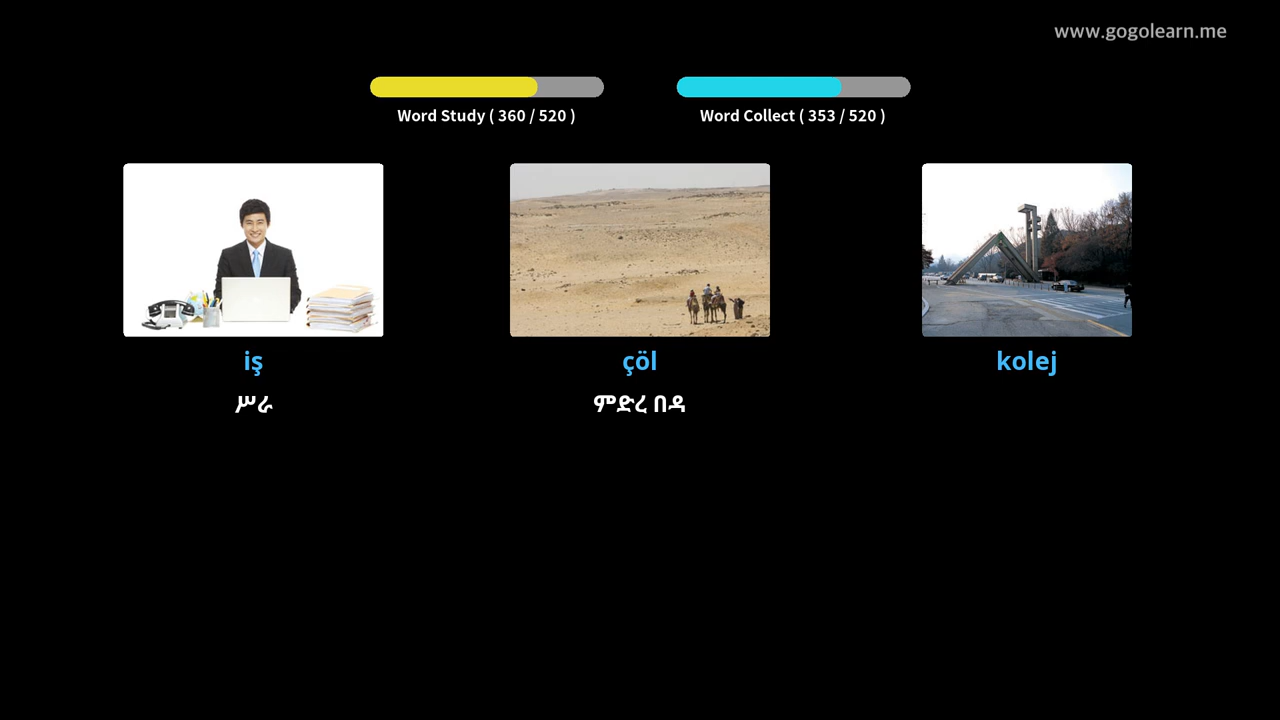 www.gogolearn.me
Word Study ( 360 / 520 )
Word Collect ( 353 / 520 )
iş
çöl
kolej
ሥራ
ምድረ በዳ